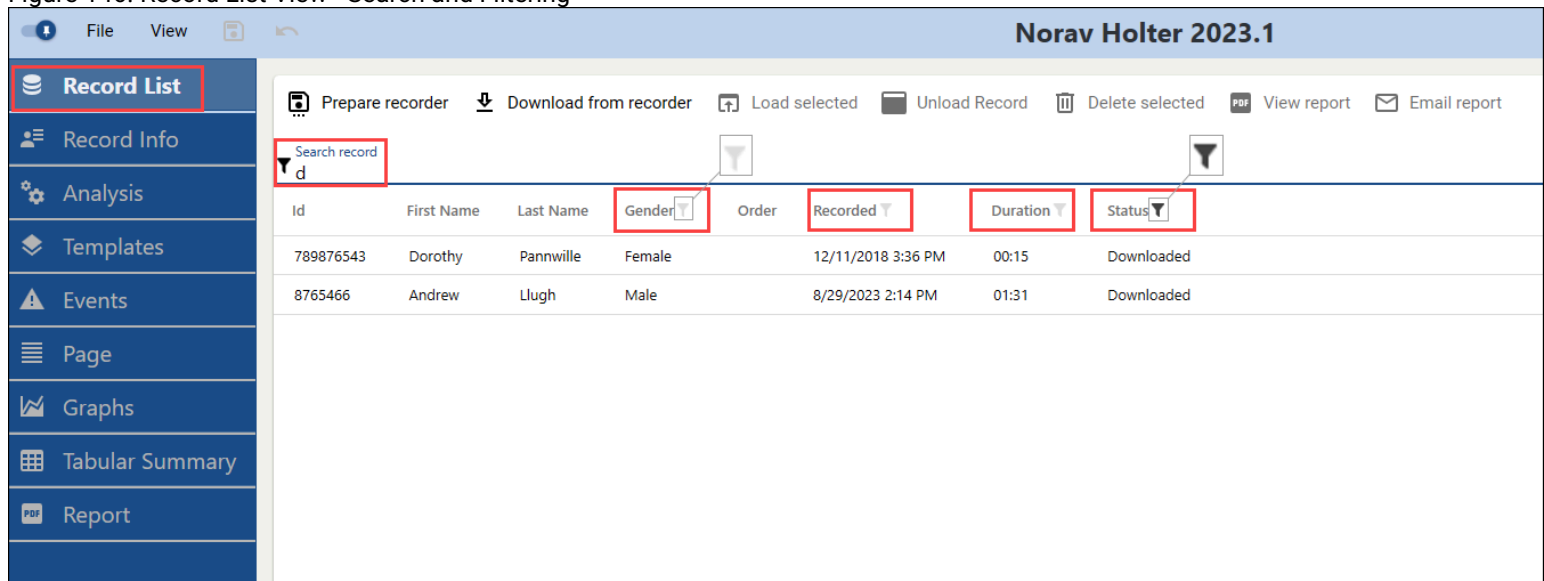 File View Norav Holter 2023.1
Record List
Prepare recorder Download from recorder Load selected Unload Record Delete selected PDF View report Email report
Record Info
Search record
d
Analysis
Id First Name Last Name Gender Order Recorded Duration Status
Templates
789876543 Dorothy Pannwille Female 12/11/2018 3:36 PM 00:15 Downloaded
Events
8765466 Andrew Llugh Male 8/29/2023 2:14 PM 01:31 Downloaded
Page
Graphs
Tabular Summary
PDF Report